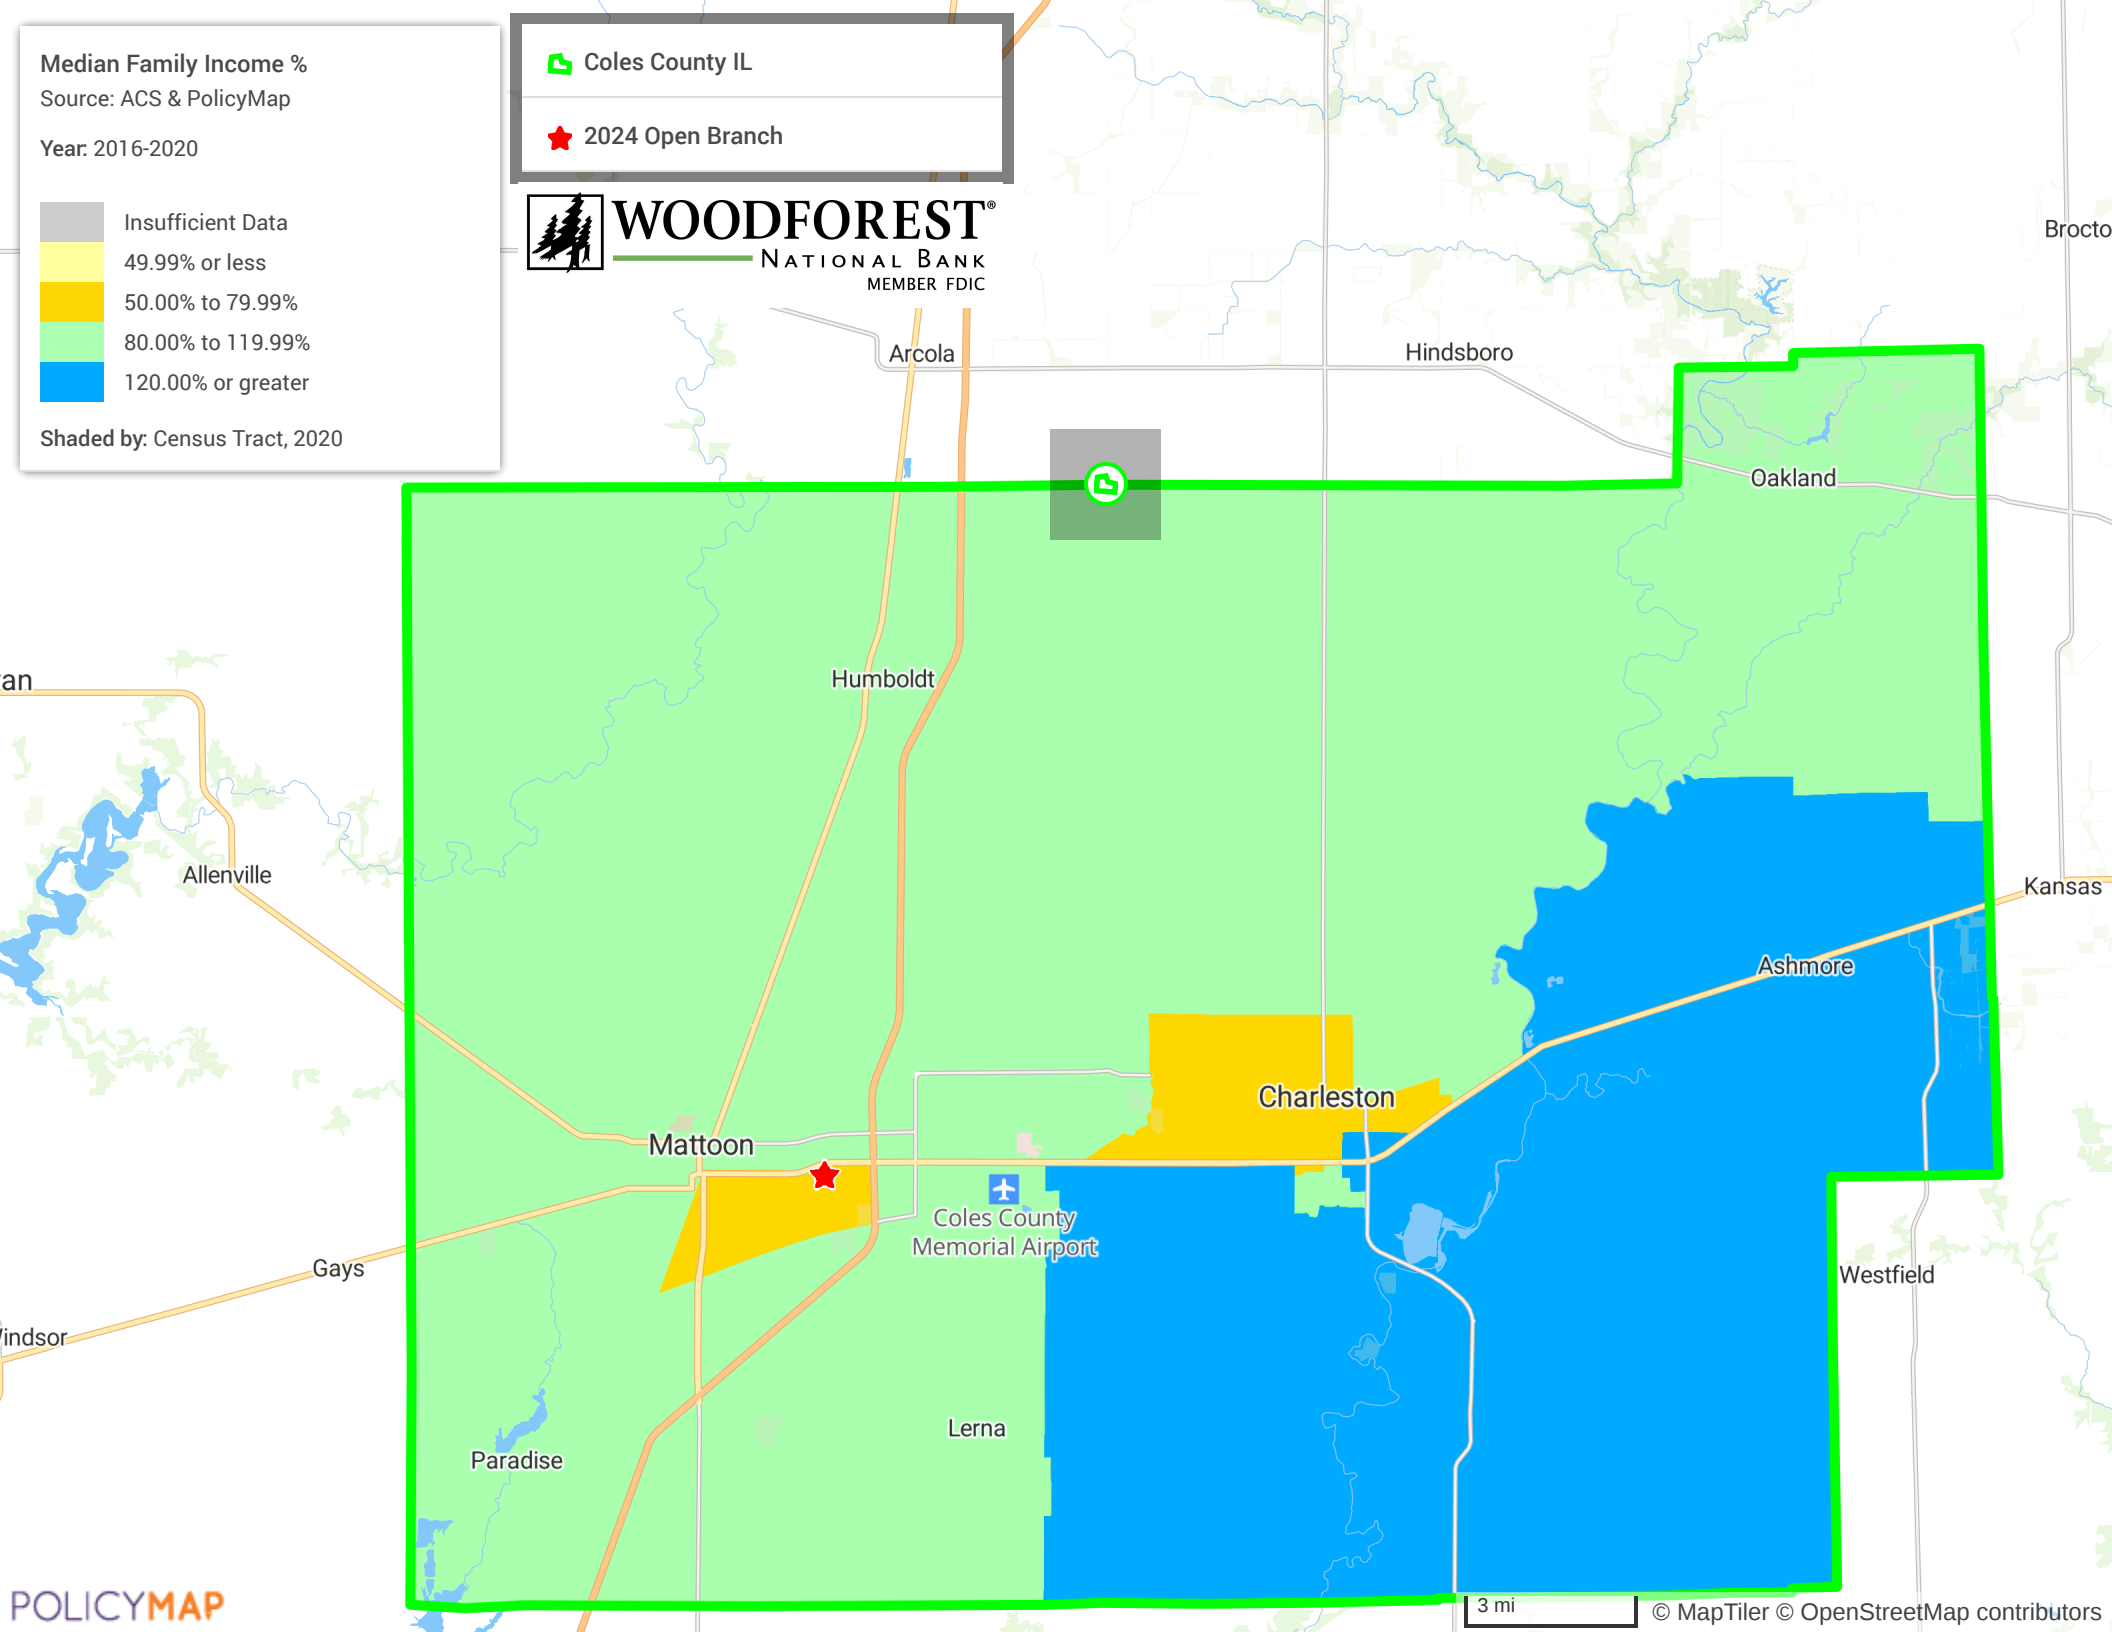 Median Family Income %
Source: ACS & PolicyMap
Year: 2016-2020
Insufficient Data
49.99% or less
50.00% to 79.99%
80.00% to 119.99%
120.00% or greater
Shaded by: Census Tract, 2020
Coles County IL
2024 Open Branch
WOODFOREST®
NATIONAL BANK
MEMBER FDIC
Brocto
Arcola
Hindsboro
Oakland
Humboldt
an
Allenville
Kansas
Ashmore
Charleston
Mattoon
Coles County
Memorial Airport
Gays
Westfield
indsor
Lerna
Paradise
POLICYMAP
3 mi
© MapTiler © OpenStreetMap contributors